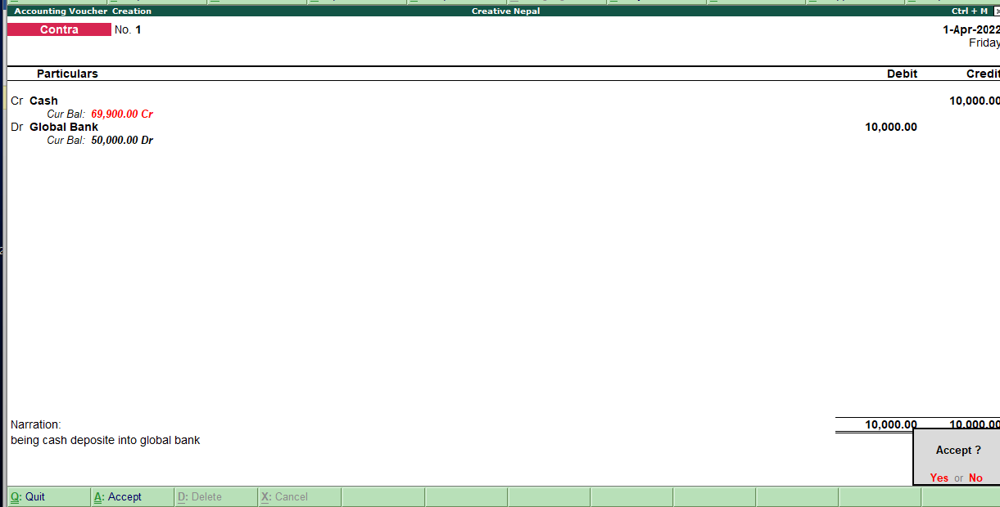 Accounting Voucher Creation Creative Nepal Ctrl + M
Contra No. 1 1-Apr-2022
Friday
Particulars Debit Credit
Cr Cash 10,000.00
Cur Bal: 69,900.00 Cr
Dr Global Bank 10,000.00
Cur Bal: 50,000.00 Dr
Narration: 10,000.00 10,000.00
being cash deposite into global bank
Accept ?
Yes or No
Q: Quit A: Accept D: Delete X: Cancel